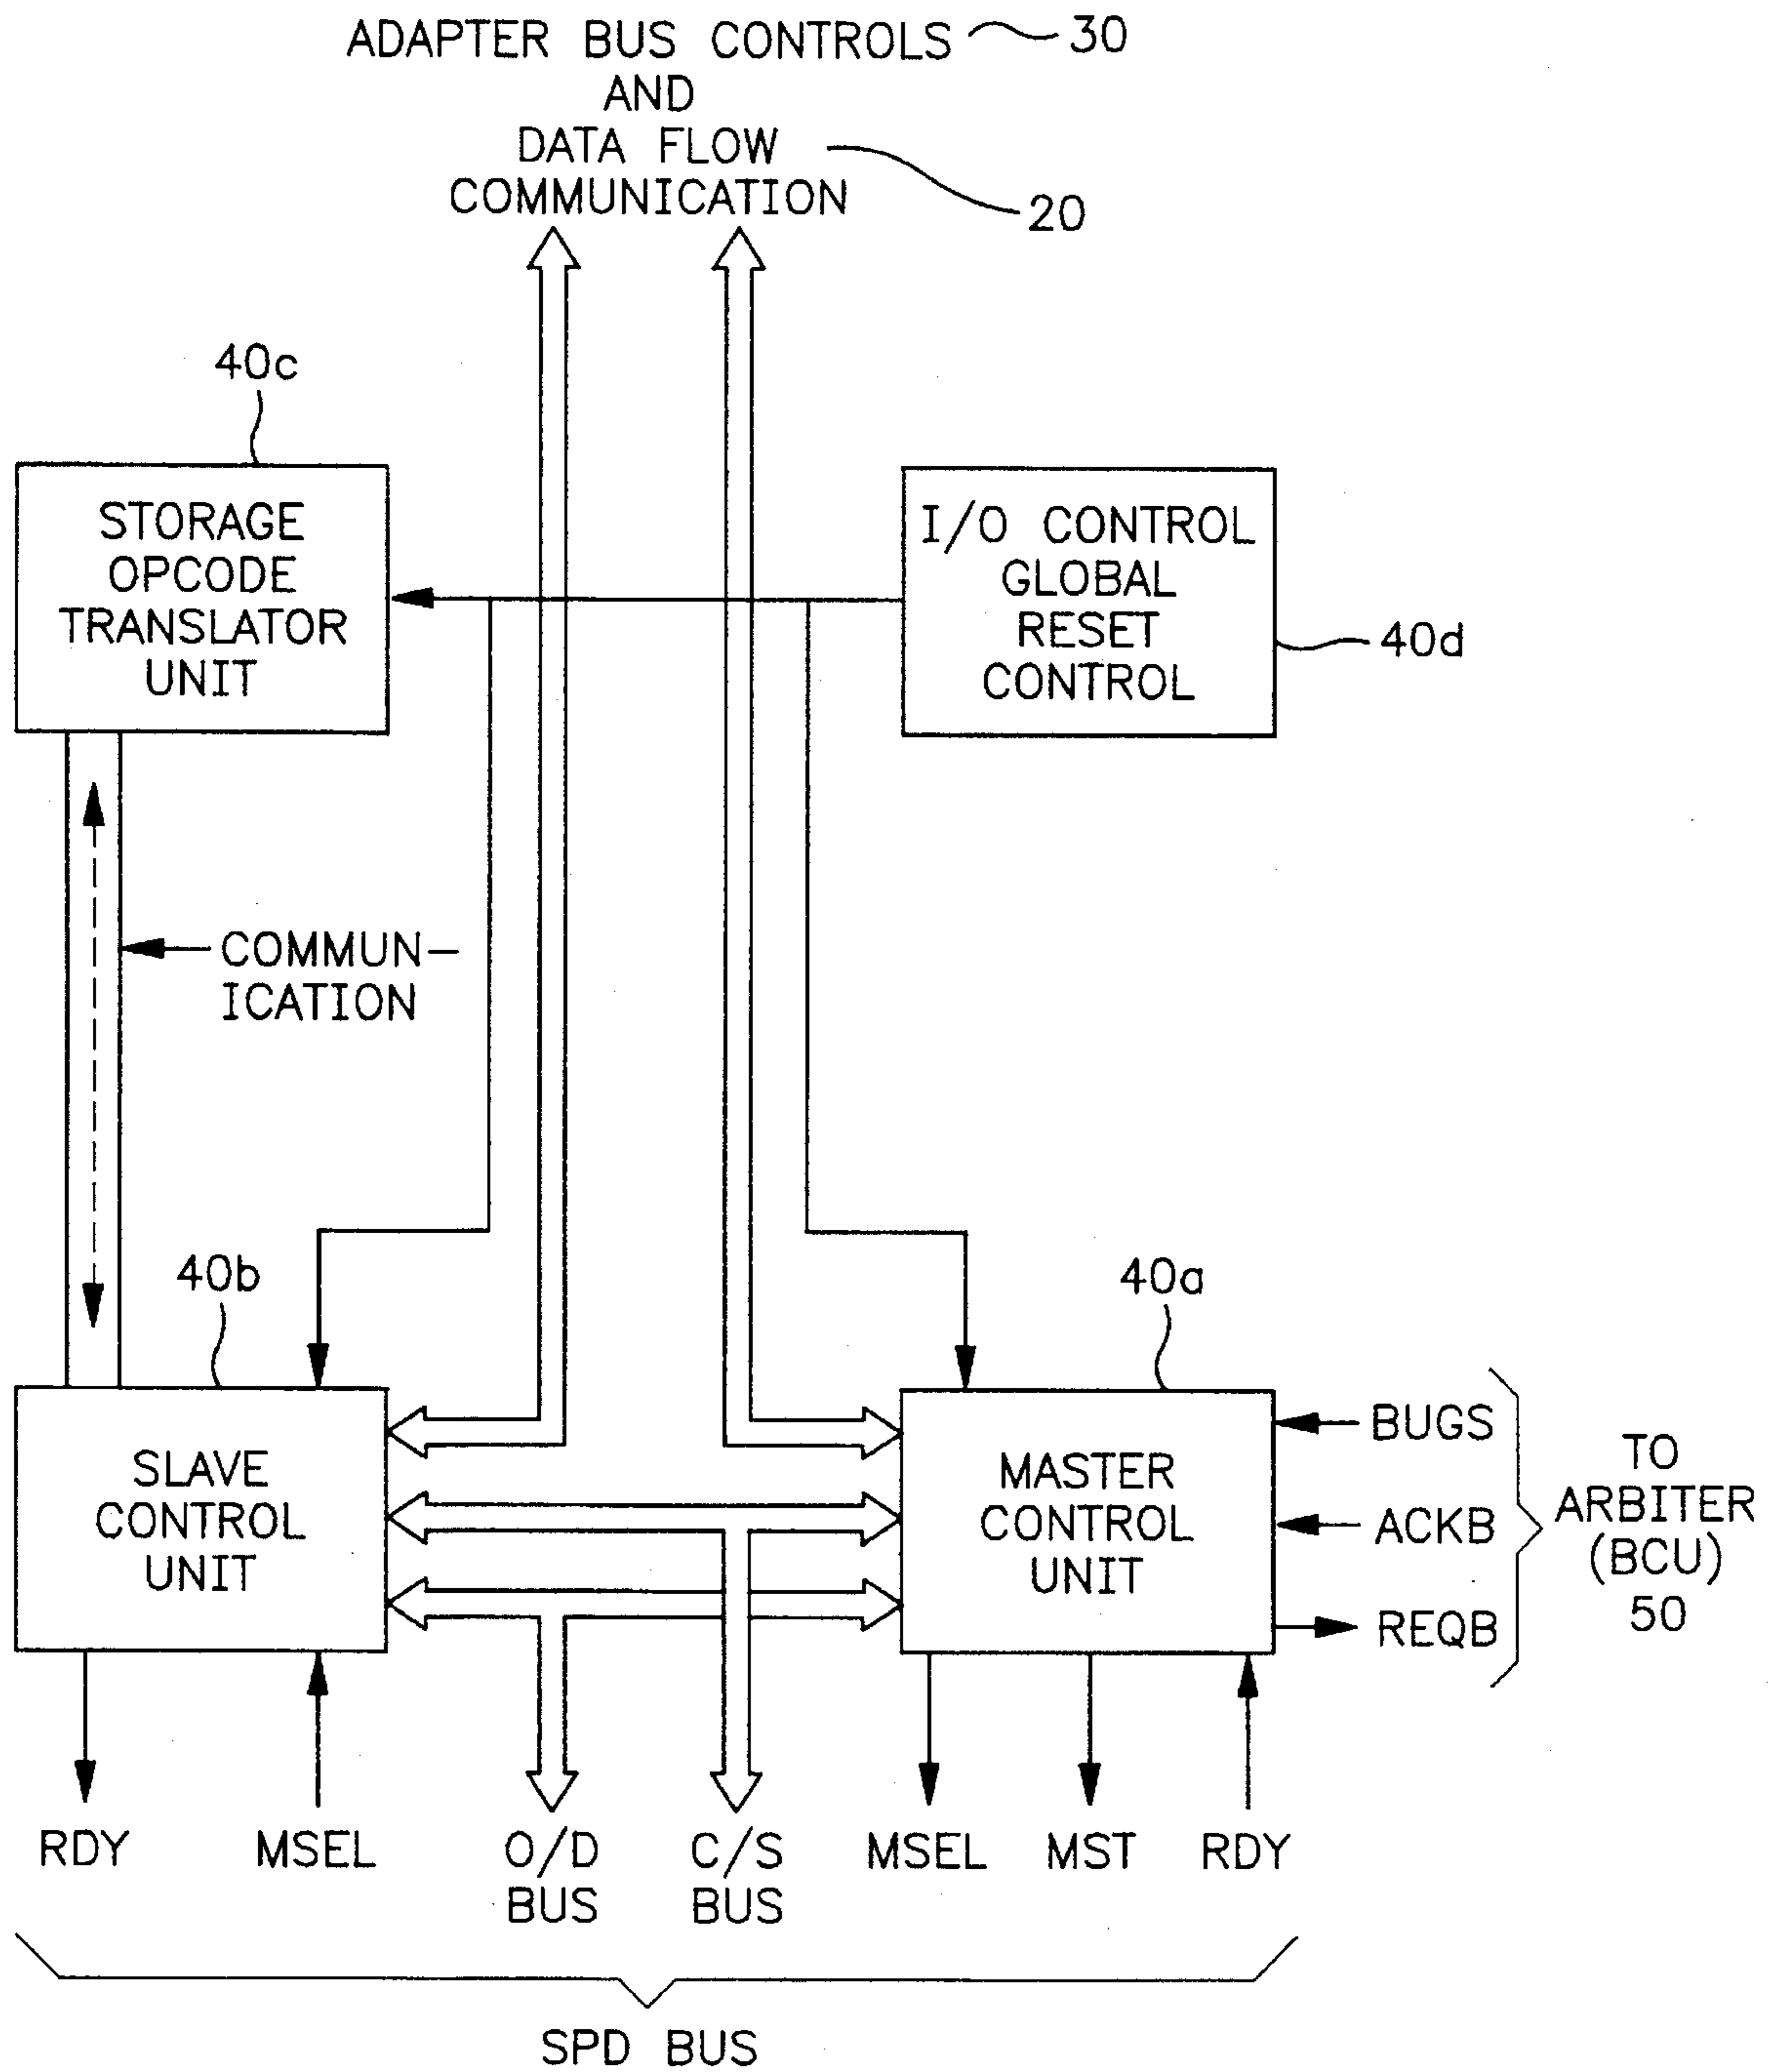 ADAPTER BUS CONTROLS 30
AND
DATA FLOW
COMMUNICATION 20
40c
STORAGE
OPCODE
TRANSLATOR
UNIT
I/O CONTROL
GLOBAL
RESET
CONTROL
40d
COMMUN-
ICATION
40b
40a
SLAVE
CONTROL
UNIT
MASTER
CONTROL
UNIT
BUGS
ACKB
REQB
TO
ARBITER
(BCU)
50
RDY
MSEL
O/D
BUS
C/S
BUS
MSEL
MST
RDY
SPD BUS